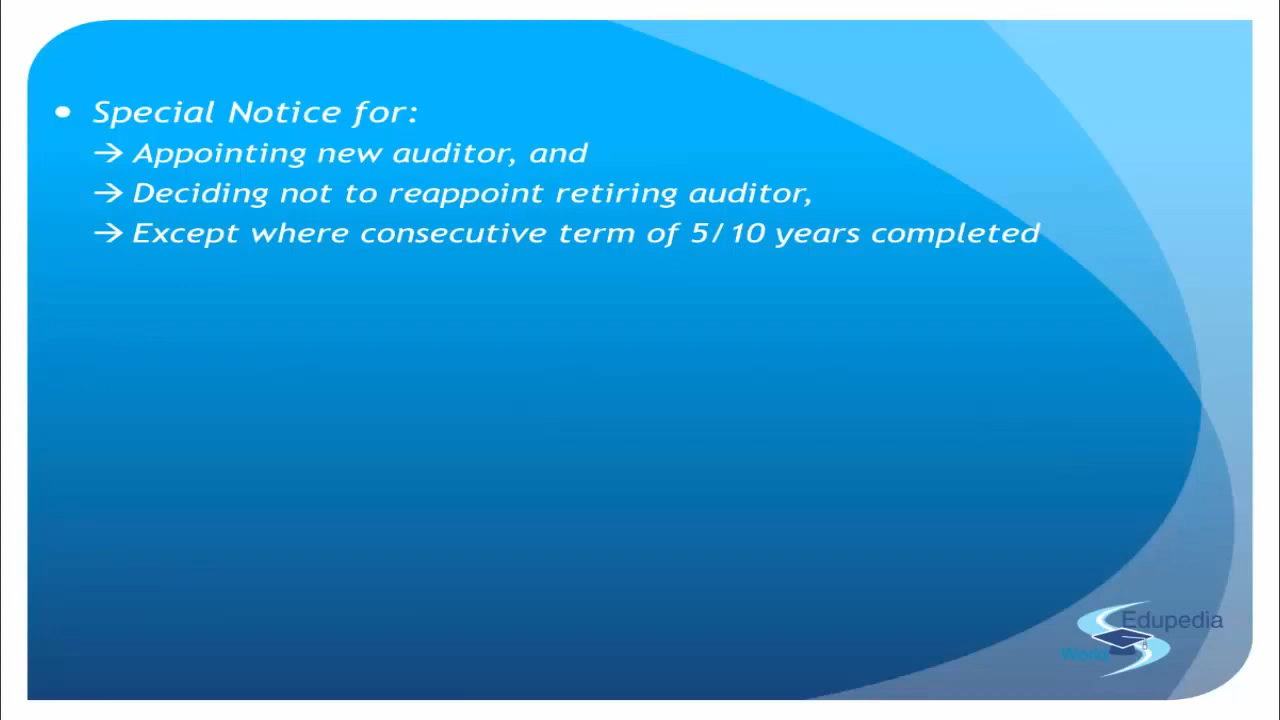 • Special Notice for:
→ Appointing new auditor, and
→ Deciding not to reappoint retiring auditor,
→ Except where consecutive term of 5/10 years completed
Edupedia
World